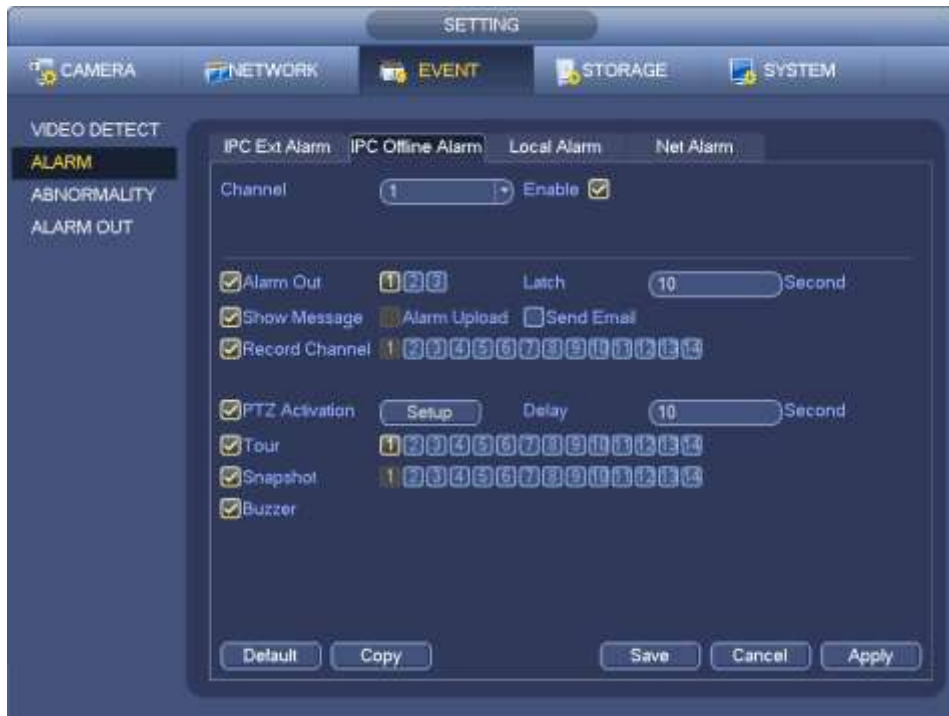 SETTING
CAMERA NETWORK EVENT STORAGE SYSTEM
VIDEO DETECT
ALARM
ABNORMALITY
ALARM OUT
IPC Ext Alarm IPC Offline Alarm Local Alarm Net Alarm
Channel 1 Enable
Alarm Out 1 2 3 Latch 10 Second
Show Message Alarm Upload Send Email
Record Channel 1 2 3 4 5 6 7 8 9 10 11 12 13 14
PTZ Activation Setup Delay 10 Second
Tour 1 2 3 4 5 6 7 8 9 10 11 12 13 14
Snapshot 1 2 3 4 5 6 7 8 9 10 11 12 13 14
Buzzer
Default Copy Save Cancel Apply